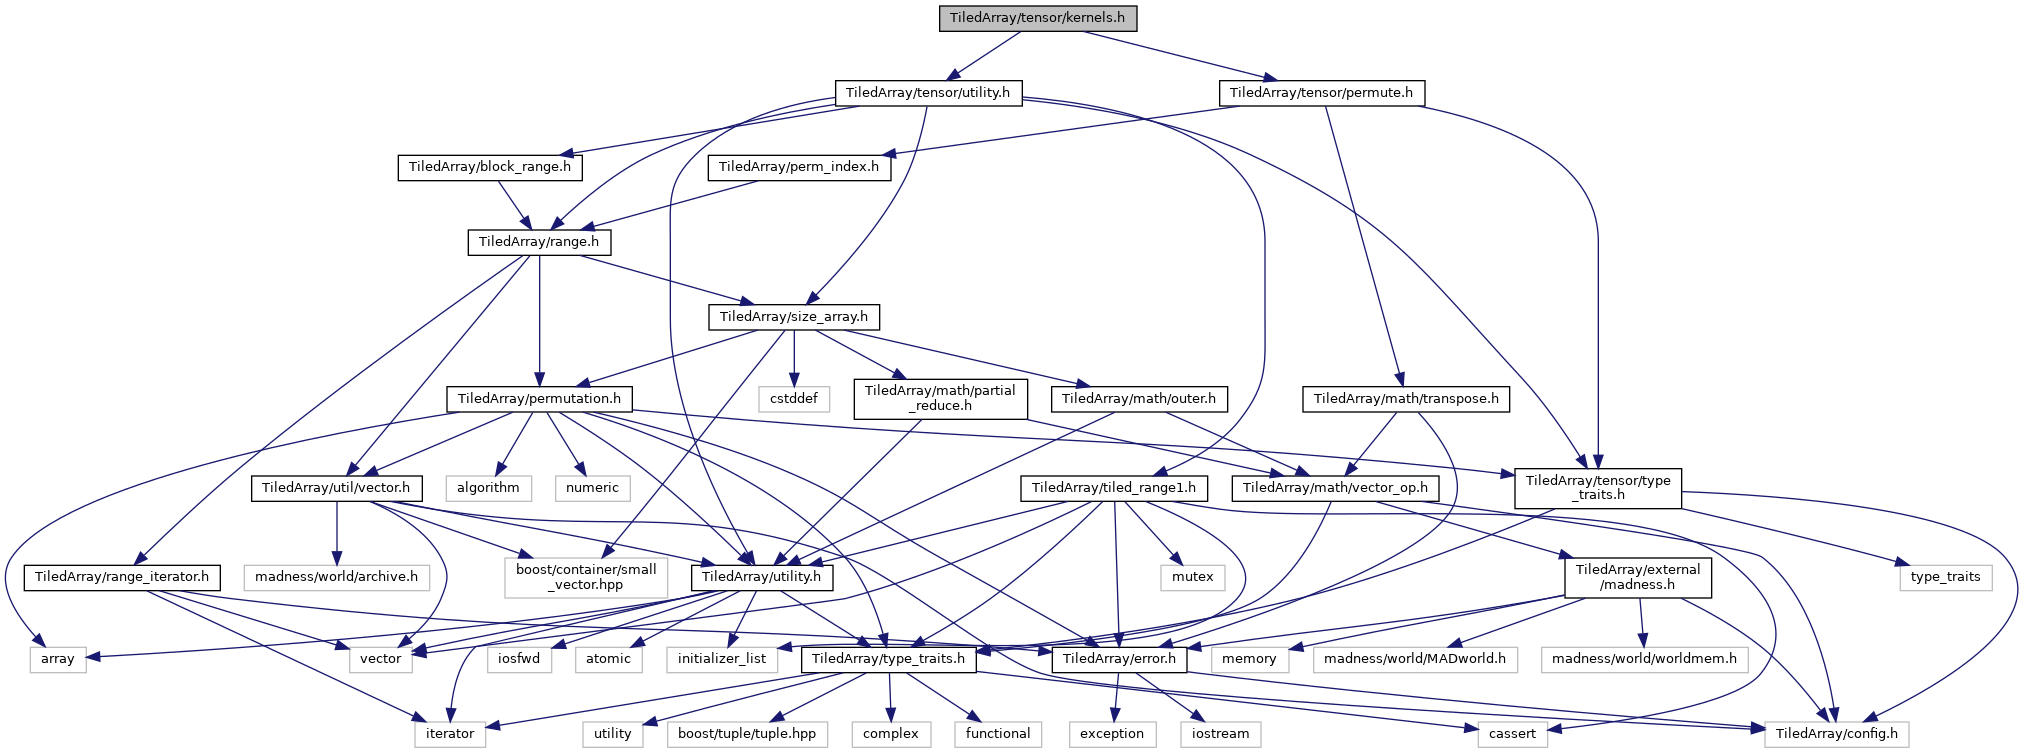 TiledArray/tensor/kernels.h
TiledArray/tensor/utility.h
TiledArray/tensor/permute.h
TiledArray/block_range.h
TiledArray/perm_index.h
TiledArray/range.h
TiledArray/size_array.h
TiledArray/permutation.h
cstddef
TiledArray/math/partial
_reduce.h
TiledArray/math/outer.h
TiledArray/math/transpose.h
TiledArray/util/vector.h
algorithm
numeric
TiledArray/tiled_range1.h
TiledArray/math/vector_op.h
TiledArray/tensor/type
_traits.h
TiledArray/range_iterator.h
madness/world/archive.h
boost/container/small
_vector.hpp
TiledArray/utility.h
mutex
TiledArray/external
/madness.h
type_traits
array
vector
iosfwd
atomic
initializer_list
TiledArray/type_traits.h
TiledArray/error.h
memory
madness/world/MADworld.h
madness/world/worldmem.h
iterator
utility
boost/tuple/tuple.hpp
complex
functional
exception
iostream
cassert
TiledArray/config.h